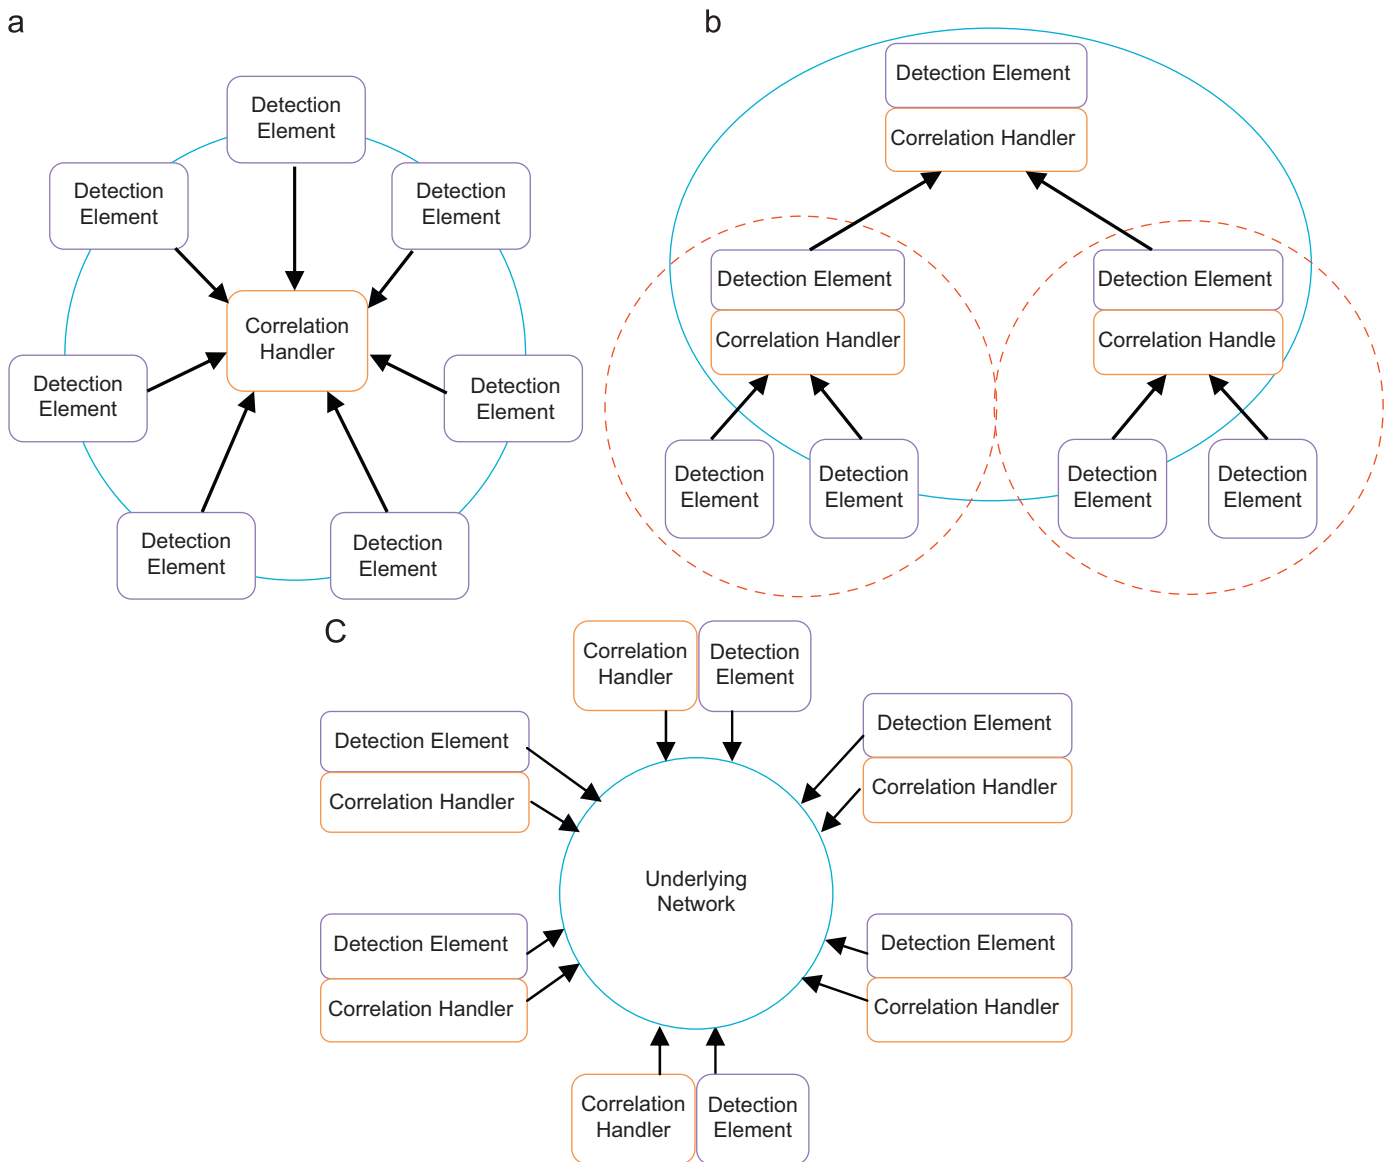 a
Detection
Element
Detection
Element
Detection
Element
Correlation
Handler
Detection
Element
Detection
Element
Detection
Element
Detection
Element
b
Detection Element
Correlation Handler
Detection Element
Correlation Handler
Detection Element
Correlation Handle
Detection
Element
Detection
Element
Detection
Element
Detection
Element
C
Correlation
Handler
Detection
Element
Detection Element
Correlation Handler
Detection Element
Correlation Handler
Underlying
Network
Detection Element
Correlation Handler
Detection Element
Correlation Handler
Correlation
Handler
Detection
Element